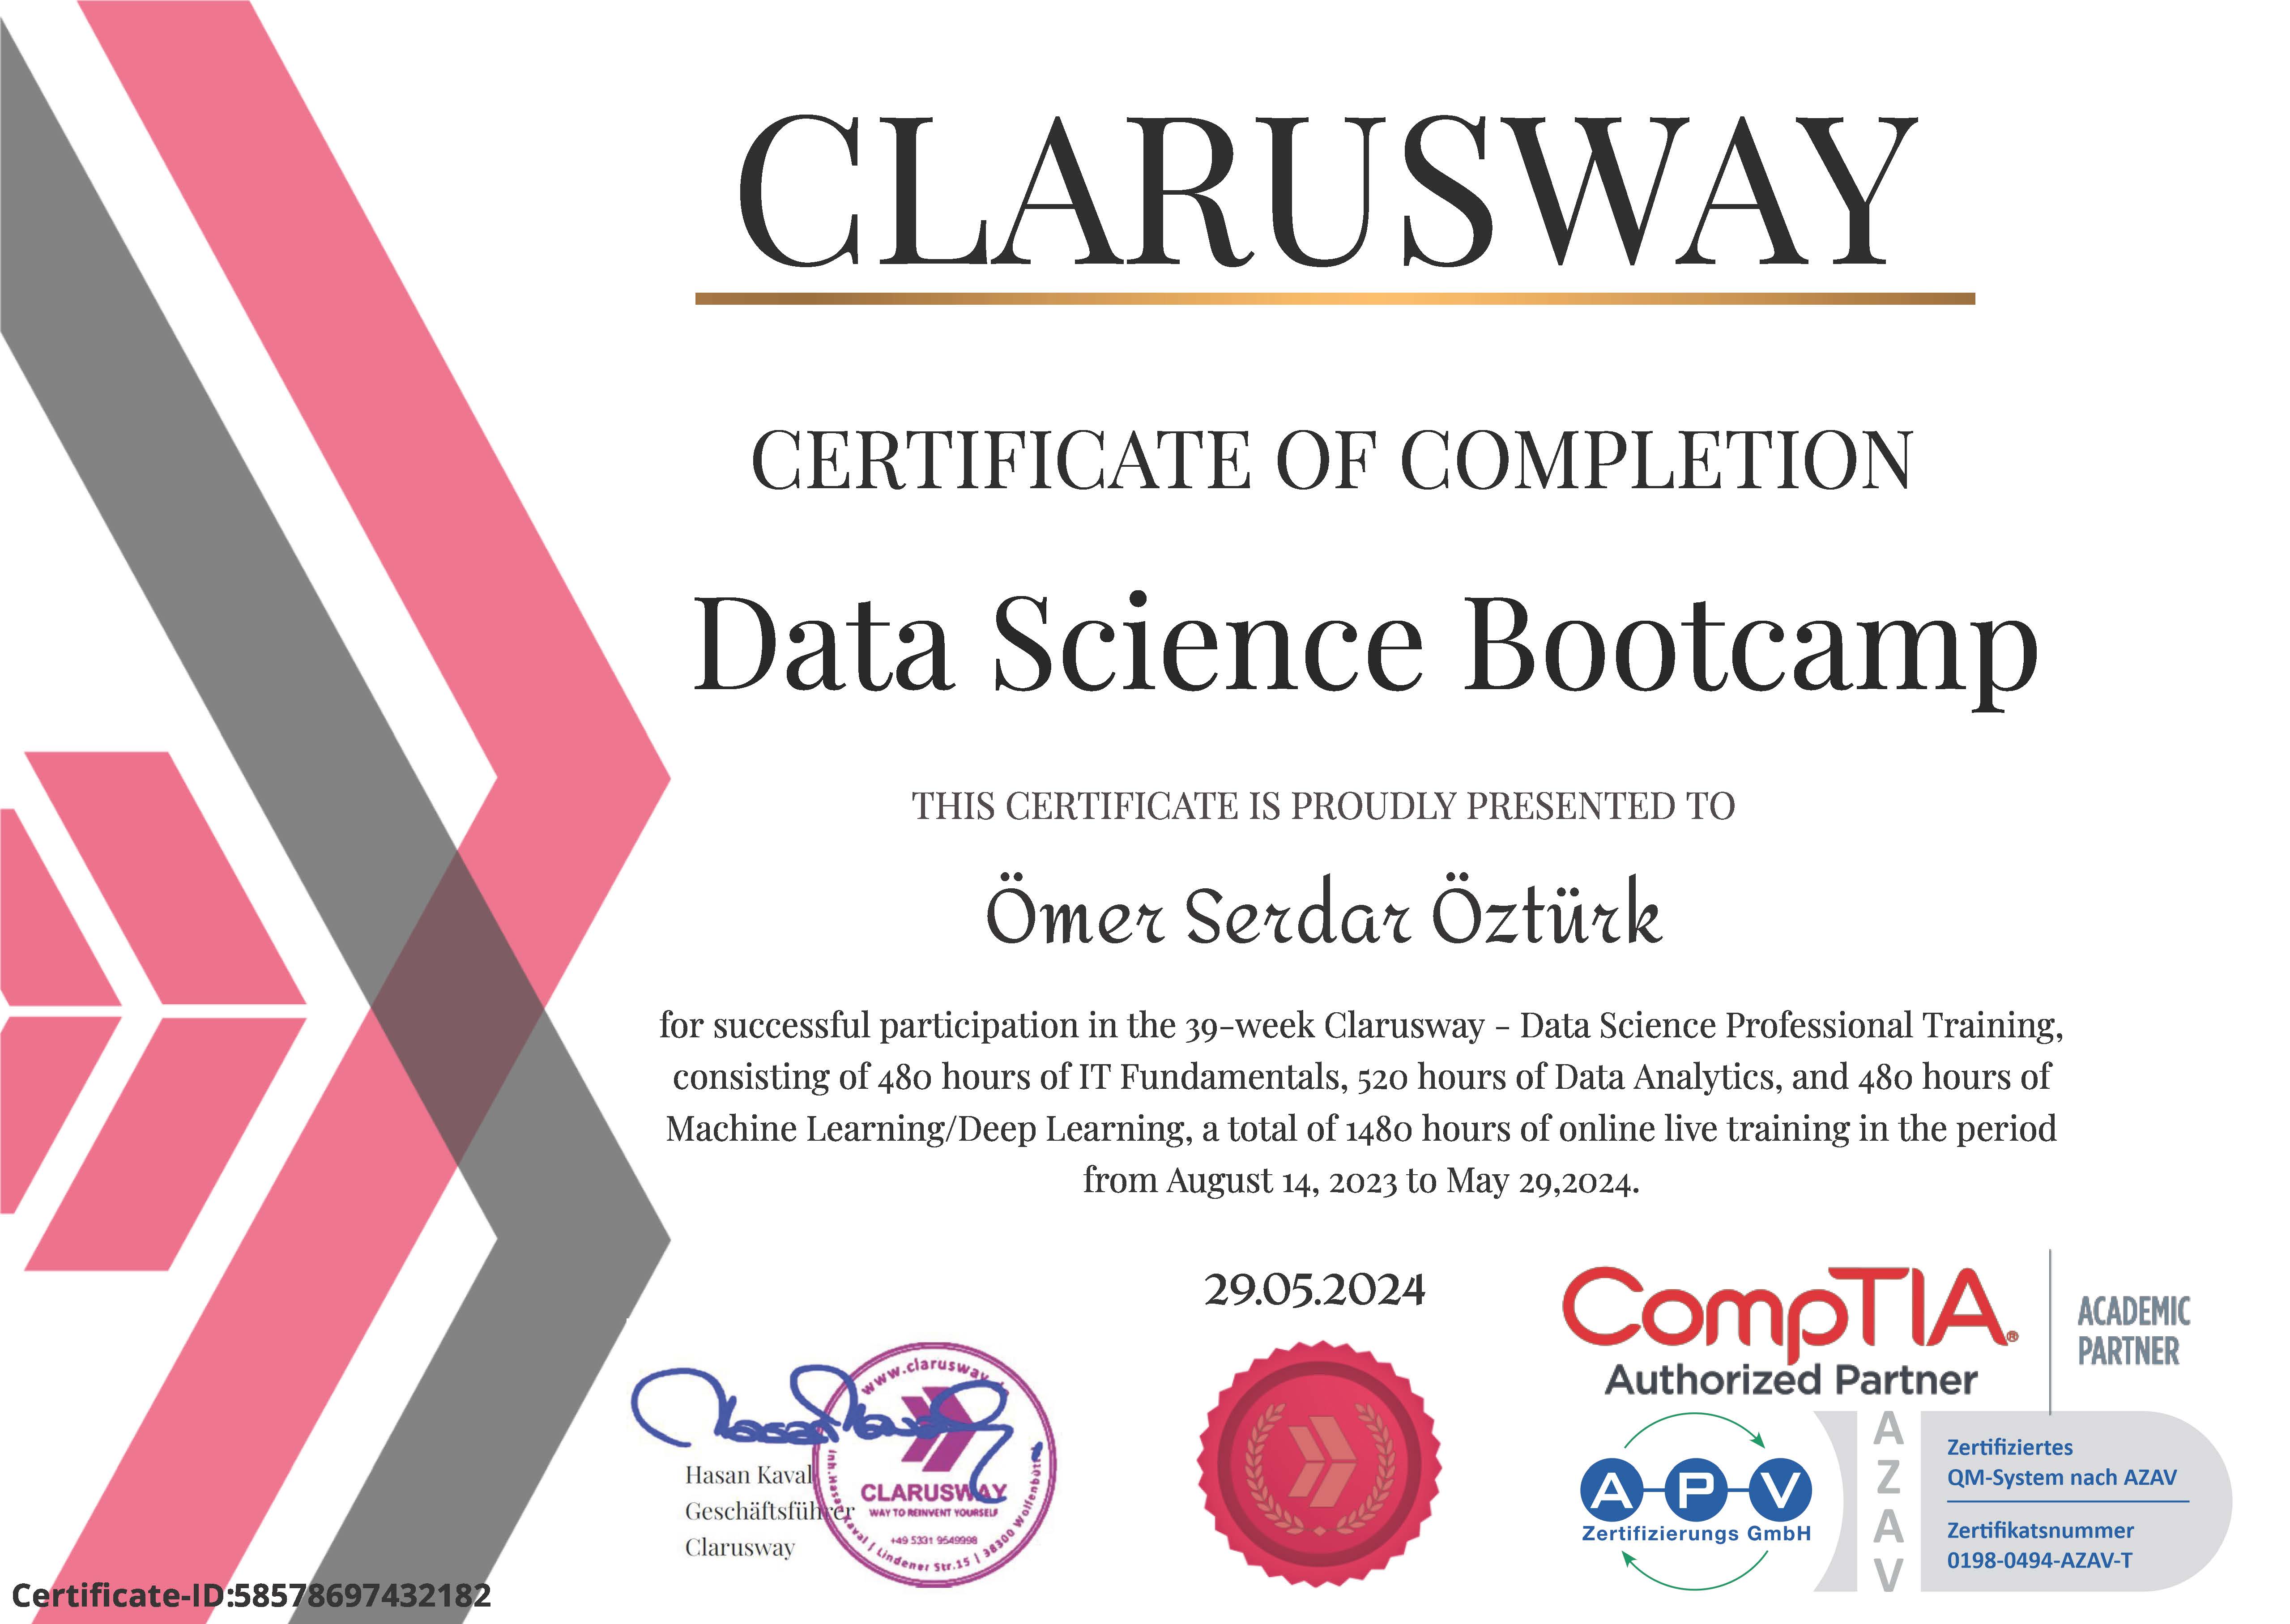 CLARUSWAY
CERTIFICATE OF COMPLETION
Data Science Bootcamp
THIS CERTIFICATE IS PROUDLY PRESENTED TO
Ömer Serdar Öztürk
for successful participation in the 39-week Clarusway - Data Science Professional Training,
consisting of 480 hours of IT Fundamentals, 520 hours of Data Analytics, and 480 hours of
Machine Learning/Deep Learning, a total of 1480 hours of online live training in the period
from August 14, 2023 to May 29,2024.
29.05.2024
Hasan Kaval
Geschäftsführer
Clarusway
www.clarusway
CLARUSWAY
WAY TO REINVENT YOURSELF
+49 5331 9549998
Inh.Hasan Kaval | Lindener Str.15 | 38300 Wolfenbüttel
CompTIA®
Authorized Partner
ACADEMIC
PARTNER
A-P-V
Zertifizierungs GmbH
AZAV
Zertifiziertes
QM-System nach AZAV
Zertifikatsnummer
0198-0494-AZAV-T
Certificate-ID:58578697432182